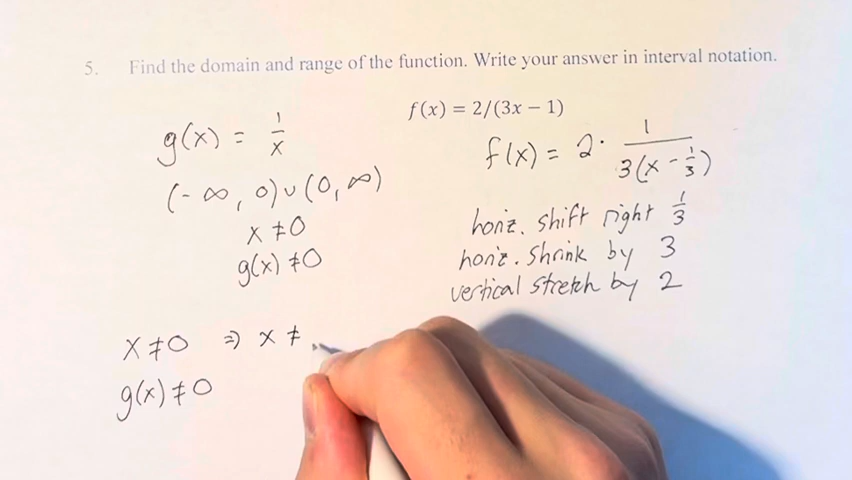 5. Find the domain and range of the function. Write your answer in interval notation.
f(x) = 2/(3x − 1)
g(x) = 1/x
f(x) = 2 · 1/3(x - 1/3)
(-∞, 0) ∪ (0, ∞)
x ≠ 0
g(x) ≠ 0
horiz. shift right 1/3
horiz. shrink by 3
vertical stretch by 2
x ≠ 0 ⇒ x ≠
g(x) ≠ 0